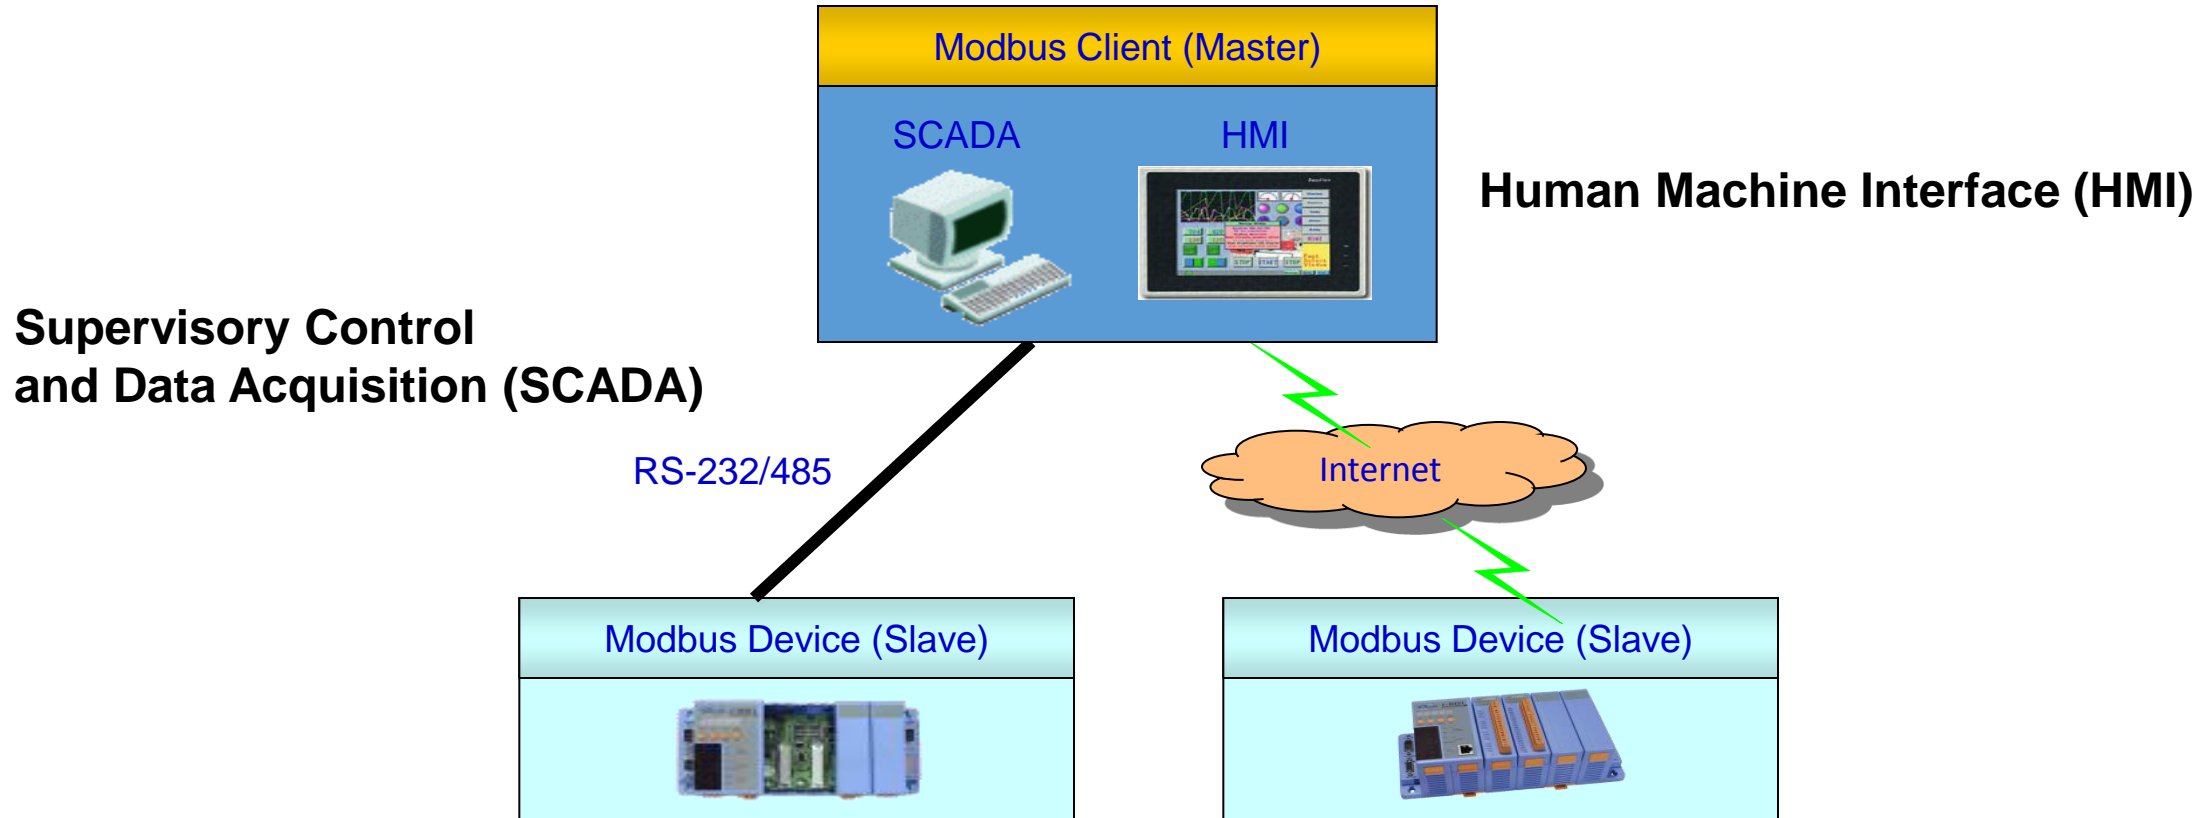 Modbus Client (Master)
SCADA
HMI
Human Machine Interface (HMI)
Supervisory Control
and Data Acquisition (SCADA)
RS-232/485
Internet
Modbus Device (Slave)
Modbus Device (Slave)